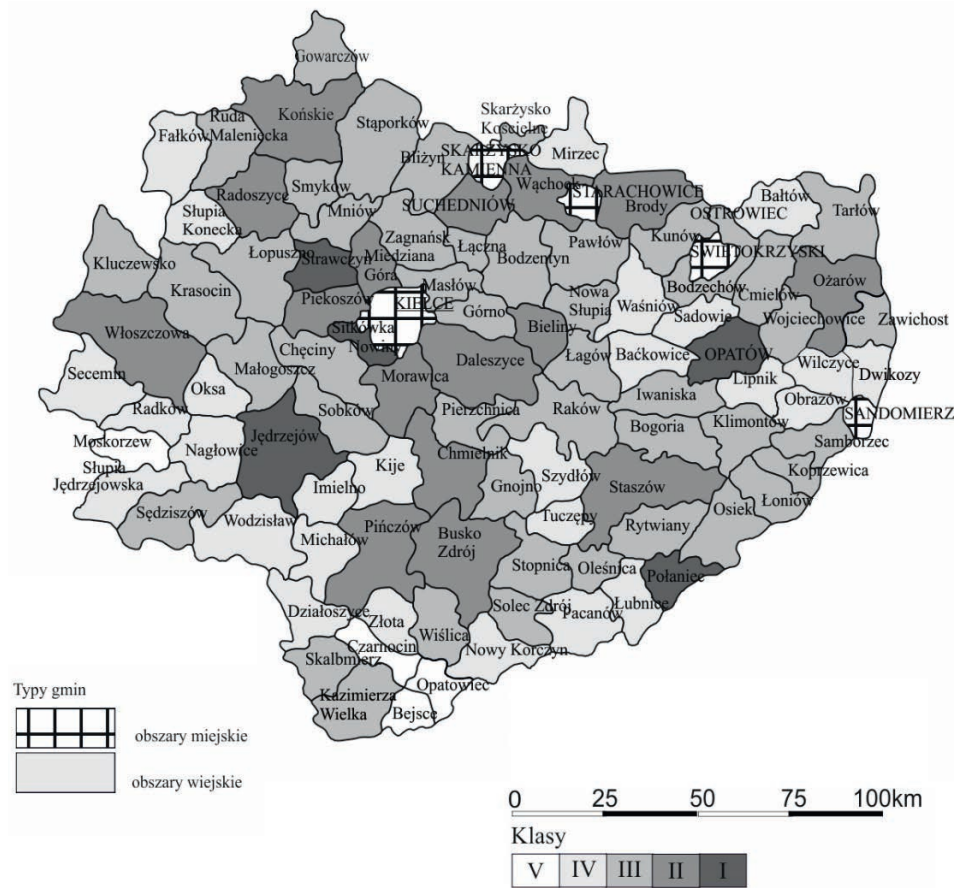 Gowarczów
Końskie
Stąporków
Skarżysko
Kościelne
Ruda
Maleniecka
Fałków
Bliżyn
SKARŻYSKO
KAMIENNA
Mirzec
Smyków
Radoszyce
Wąchock
STARACHOWICE
Brody
Bałtów
Tarłów
Słupia
Konecka
Mniów
SUCHEDNIÓW
OSTROWIEC
ŚWIĘTOKRZYSKI
Kunów
Zagnańsk
Łączna
Pawłów
Łopuszno
Strawczyn
Miedziana
Góra
Bodzentyn
Kluczewsko
Krasocin
Masłów
Bodzechów
Ćmielów
Ożarów
Piekoszów
KIELCE
Górno
Nowa
Słupia
Waśniów
Sadowie
Wojciechowice
Zawichost
Włoszczowa
Sitkówka
Nowiny
Bieliny
Chęciny
Łagów
Baćkowice
OPATÓW
Wilczyce
Dwikozy
Secemin
Oksa
Małogoszcz
Morawica
Daleszyce
Lipnik
Radków
Sobków
Pierzchnica
Raków
Iwaniska
Obrazów
SANDOMIERZ
Moskorzew
Nagłowice
Jędrzejów
Bogoria
Klimontów
Samborzec
Słupia
Jędrzejowska
Kije
Chmielnik
Koprzewica
Imielno
Gnojno
Szydłów
Staszów
Łoniów
Sędziszów
Wodzisław
Osiek
Michałów
Pińczów
Busko
Zdrój
Tuczępy
Rytwiany
Stopnica
Oleśnica
Połaniec
Działoszyce
Złota
Solec Zdrój
Pacanów
Łubnice
Czarnocin
Wiślica
Nowy Korczyn
Skalbmierz
Kazimierza
Wielka
Opatowiec
Bejsce
Typy gmin
obszary miejskie
obszary wiejskie
0 25 50 75 100km
Klasy
V IV III II I